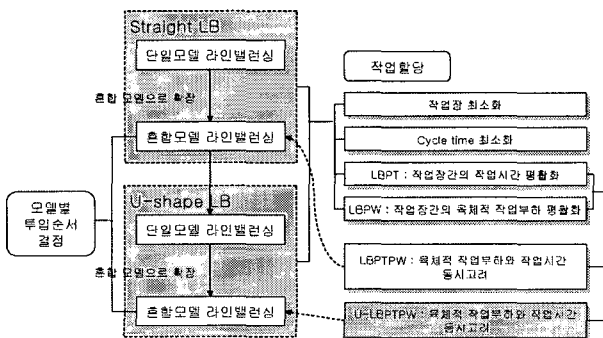 Straight LB
단일모델 라인밸런싱
혼합 모델으로 확장
혼합모델 라인밸런싱
U-shape LB
단일모델 라인밸런싱
혼합 모델으로 확장
혼합모델 라인밸런싱
모델별
투입순서
결정
작업할당
작업장 최소화
Cycle time 최소화
LBPT : 작업장간의 작업시간 평활화
LBPW : 작업장간의 육체적 작업부하 평활화
LBPTPW : 육체적 작업부하와 작업시간
동시고려
U-LBPTPW : 육체적 작업부하와 작업시간
동시고려